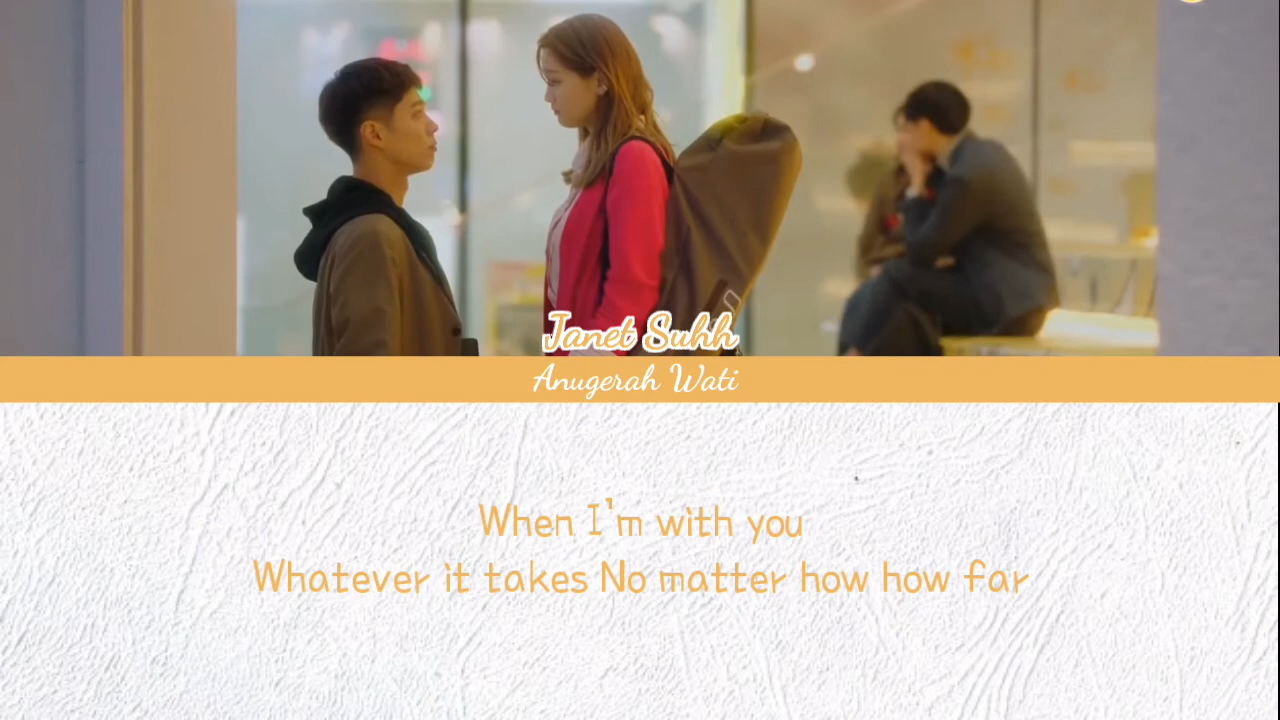 Janet Suhh
Anugerah Wati
When I'm with you
Whatever it takes No matter how how far